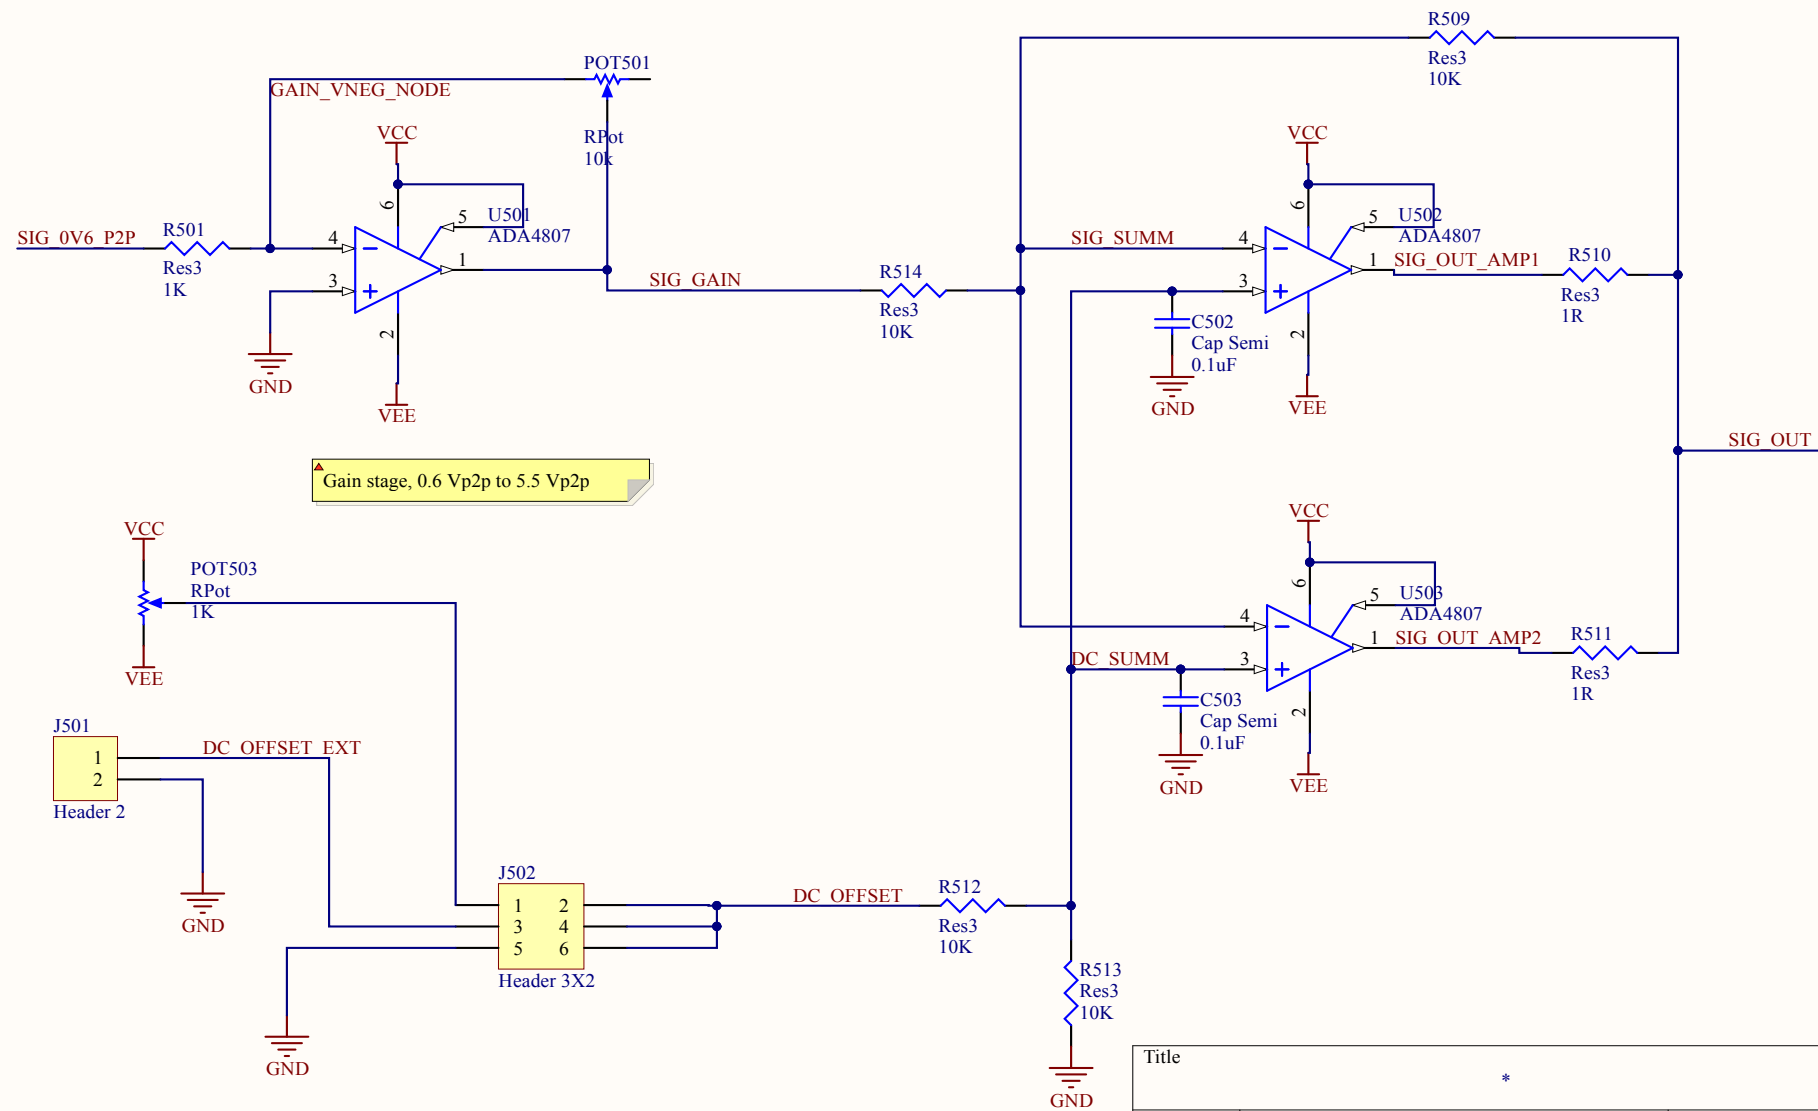 R509
Res3
10K
POT501
GAIN_VNEG_NODE
RPot
10k
VCC
6
5
U501
ADA4807
SIG_0V6_P2P
R501
Res3
1K
4
3
1
2
GND
VEE
SIG_GAIN
R514
Res3
10K
VCC
6
5
U502
ADA4807
SIG_SUMM
4
3
1
SIG_OUT_AMP1
R510
Res3
1R
2
C502
Cap Semi
0.1uF
GND
VEE
SIG_OUT
Gain stage, 0.6 Vp2p to 5.5 Vp2p
VCC
POT503
RPot
1K
VEE
VCC
6
5
U503
ADA4807
4
DC_SUMM
3
1
SIG_OUT_AMP2
R511
Res3
1R
2
C503
Cap Semi
0.1uF
GND
VEE
J501
1
2
Header 2
DC_OFFSET_EXT
GND
J502
1 2
3 4
5 6
Header 3X2
GND
DC_OFFSET
R512
Res3
10K
R513
Res3
10K
GND
Title
*